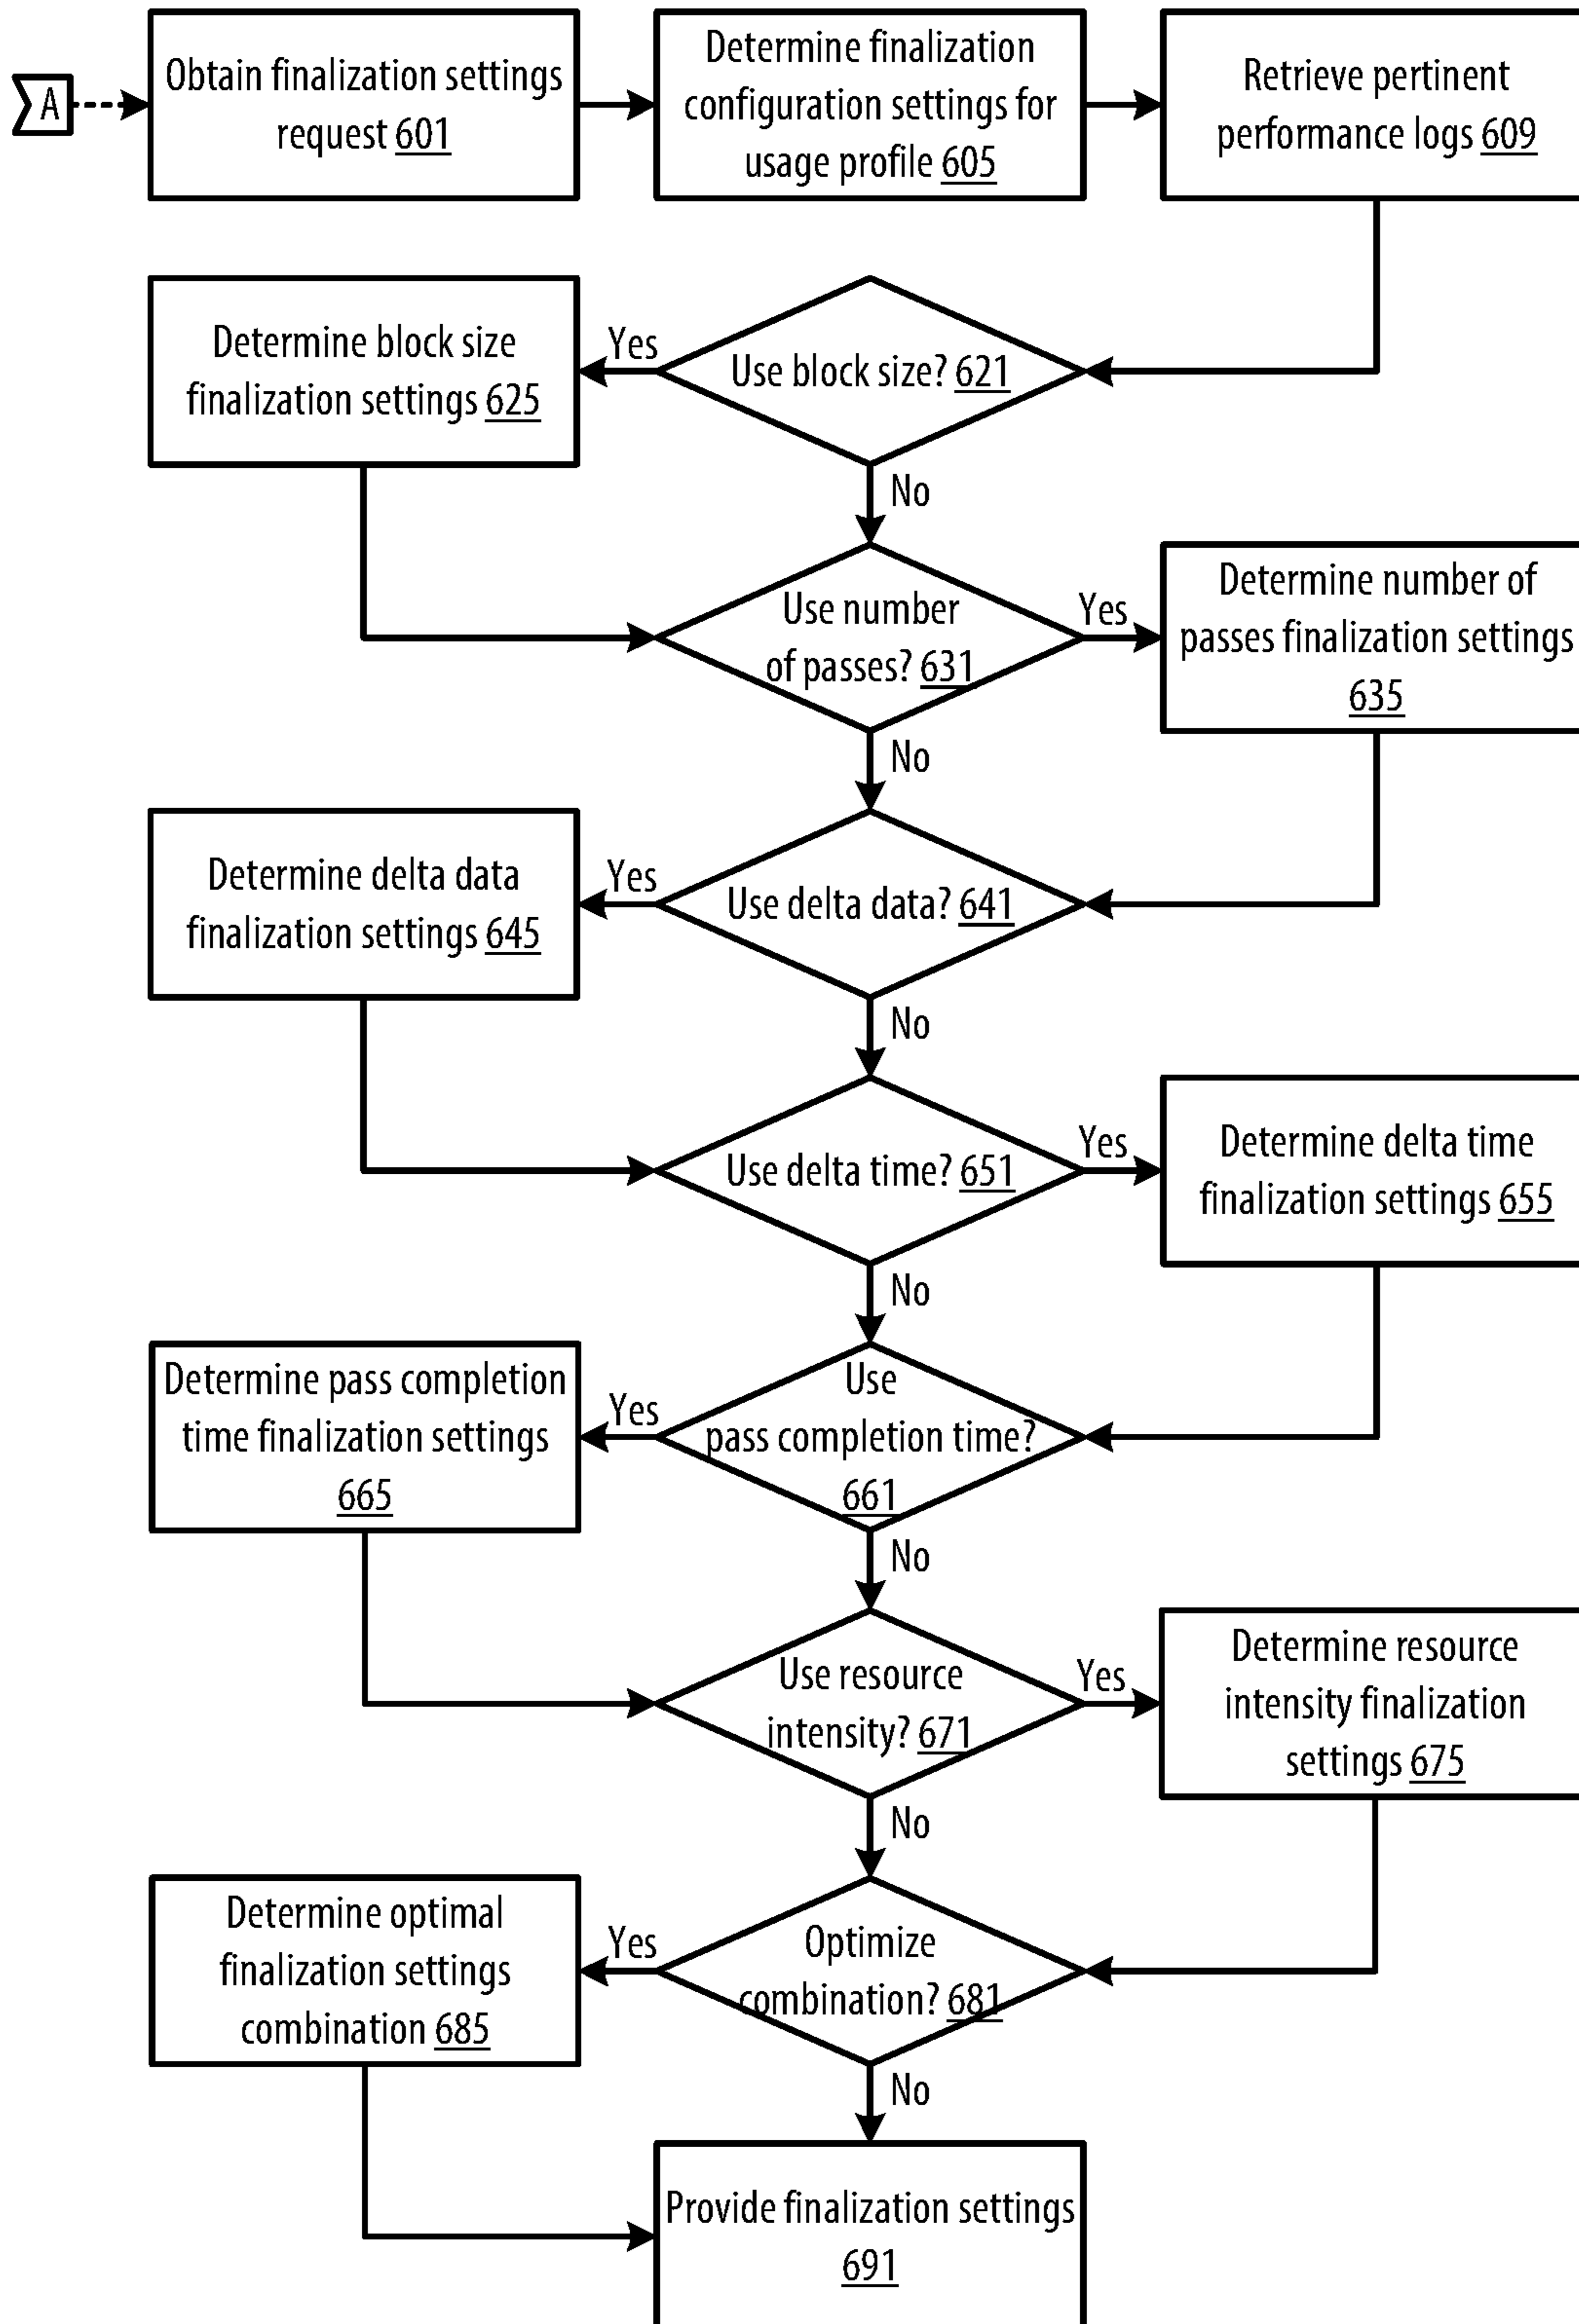 A
Obtain finalization settings
request 601
Determine finalization
configuration settings for
usage profile 605
Retrieve pertinent
performance logs 609
Determine block size
finalization settings 625
Yes
Use block size? 621
No
Use number
of passes? 631
Yes
Determine number of
passes finalization settings
635
No
Determine delta data
finalization settings 645
Yes
Use delta data? 641
No
Use delta time? 651
Yes
Determine delta time
finalization settings 655
No
Determine pass completion
time finalization settings
665
Yes
Use
pass completion time?
661
No
Use resource
intensity? 671
Yes
Determine resource
intensity finalization
settings 675
No
Determine optimal
finalization settings
combination 685
Yes
Optimize
combination? 681
No
Provide finalization settings
691